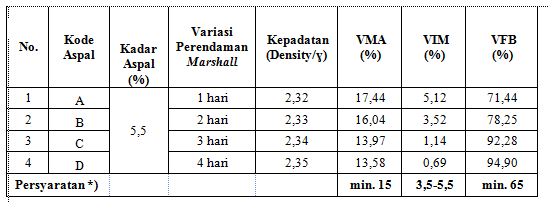 No. Kode Aspal Kadar Aspal (%) Variasi Perendaman Marshall Kepadatan (Density/ɣ) VMA (%) VIM (%) VFB (%)
1 A 5,5 1 hari 2,32 17,44 5,12 71,44
2 B 2 hari 2,33 16,04 3,52 78,25
3 C 3 hari 2,34 13,97 1,14 92,28
4 D 4 hari 2,35 13,58 0,69 94,90
Persyaratan *) min. 15 3,5-5,5 min. 65